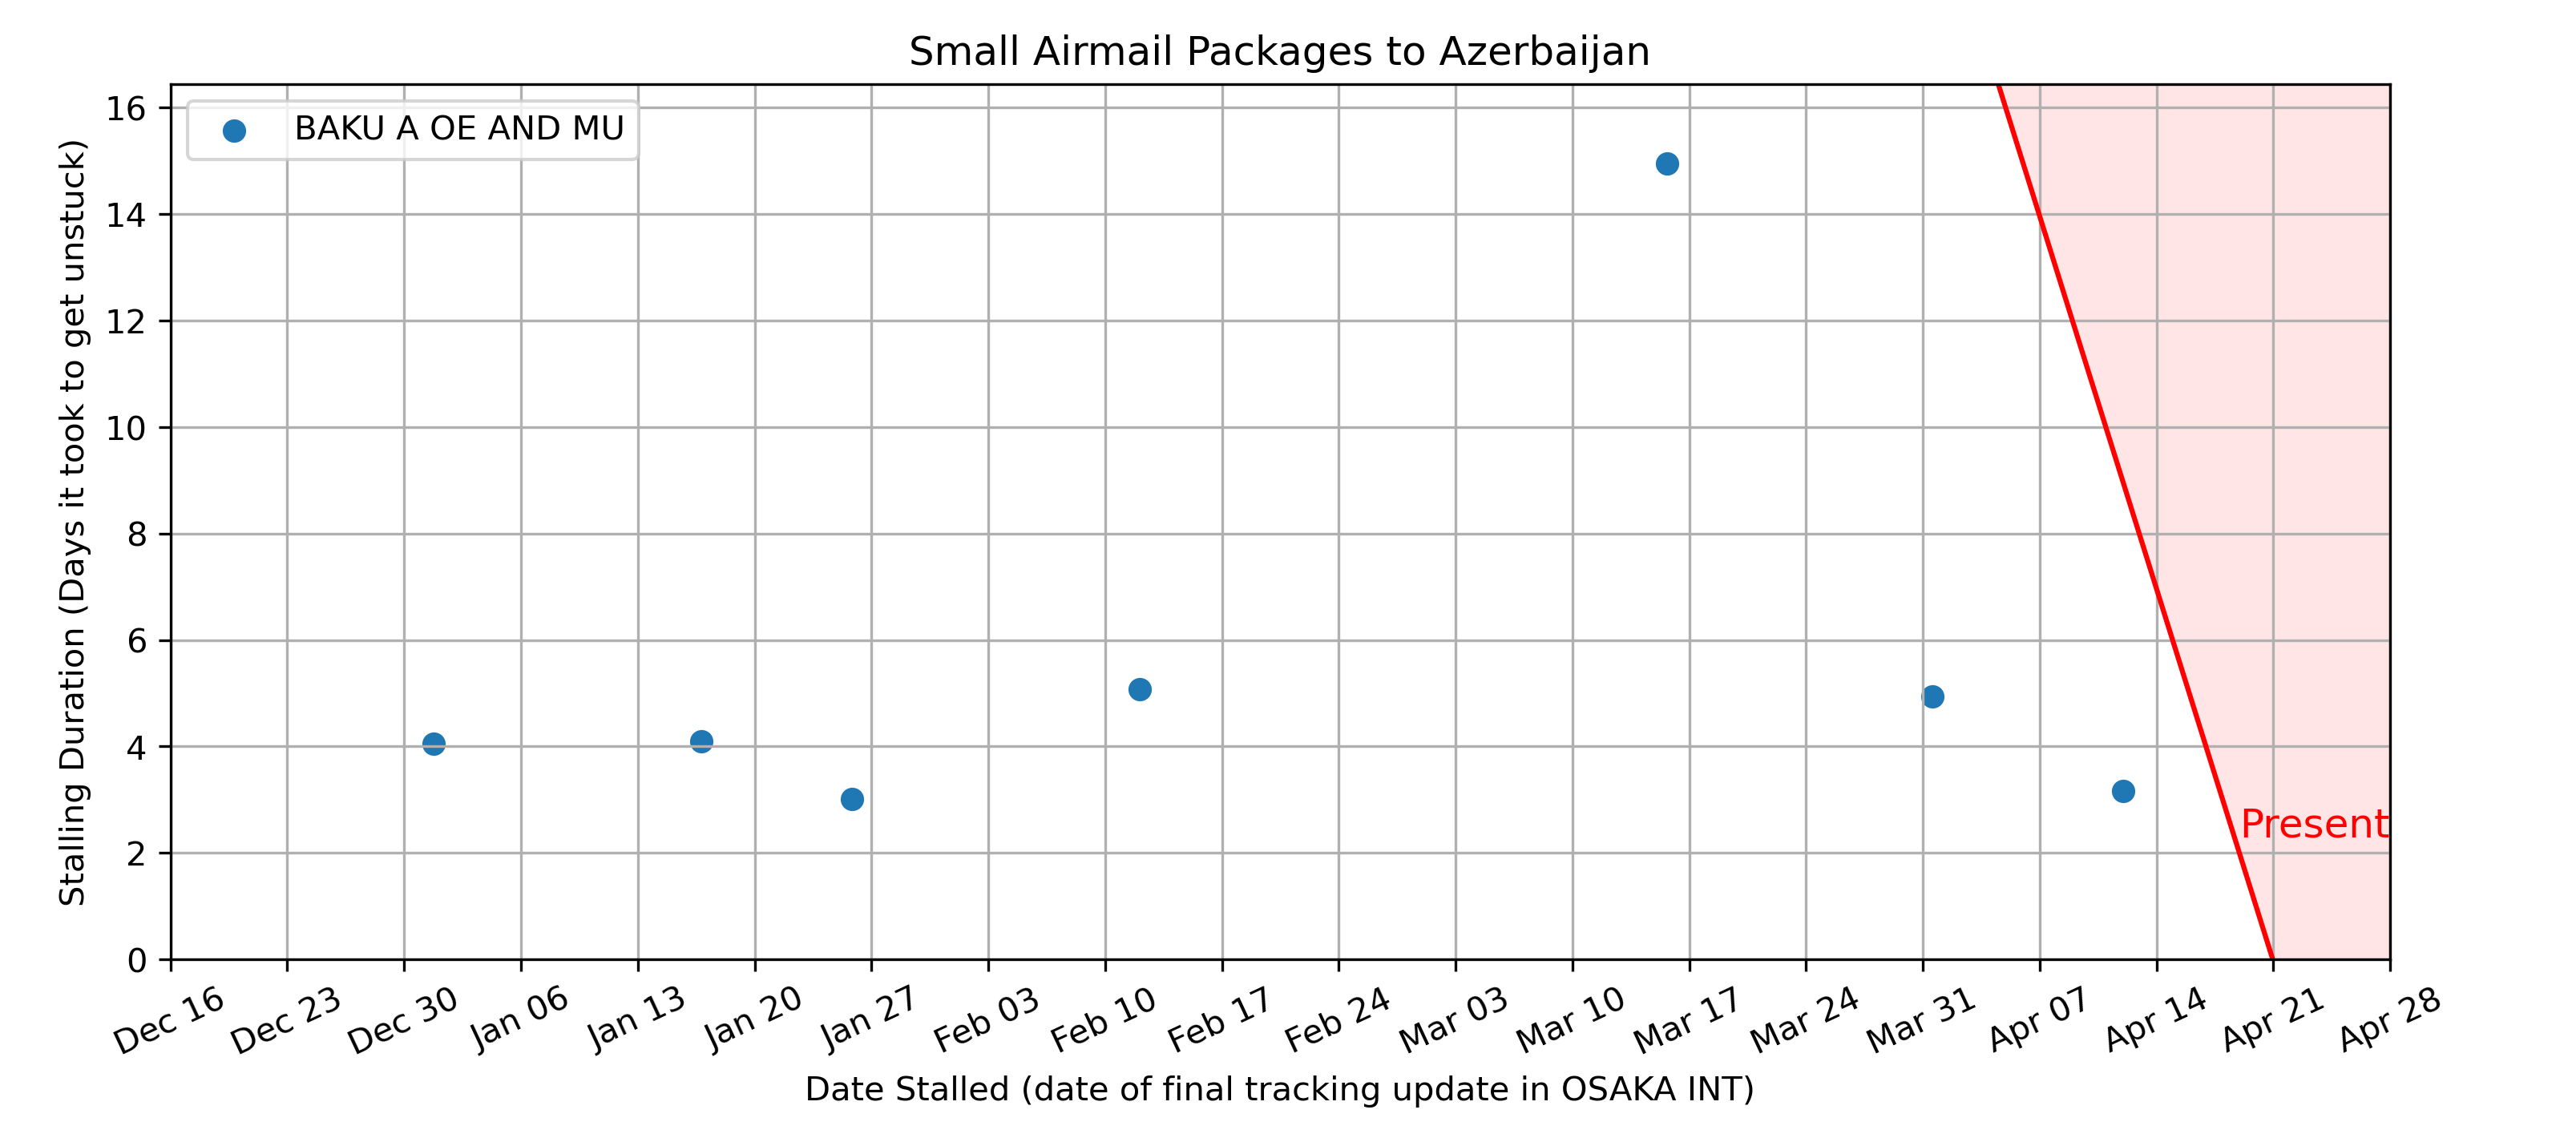 Small Airmail Packages to Azerbaijan
BAKU A OE AND MU
Stalling Duration (Days it took to get unstuck)
16
14
12
10
8
6
4
2
0
Present
Dec 16
Dec 23
Dec 30
Jan 06
Jan 13
Jan 20
Jan 27
Feb 03
Feb 10
Feb 17
Feb 24
Mar 03
Mar 10
Mar 17
Mar 24
Mar 31
Apr 07
Apr 14
Apr 21
Apr 28
Date Stalled (date of final tracking update in OSAKA INT)